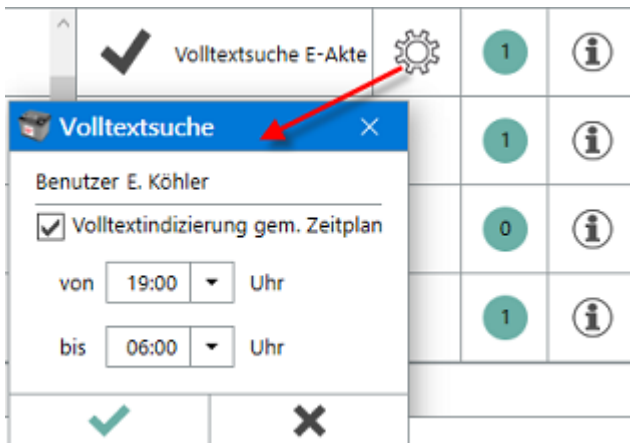 Volltextsuche E-Akte 1
Volltextsuche
1
Benutzer E. Köhler
Volltextindizierung gem. Zeitplan
0
von 19:00 Uhr
1
bis 06:00 Uhr